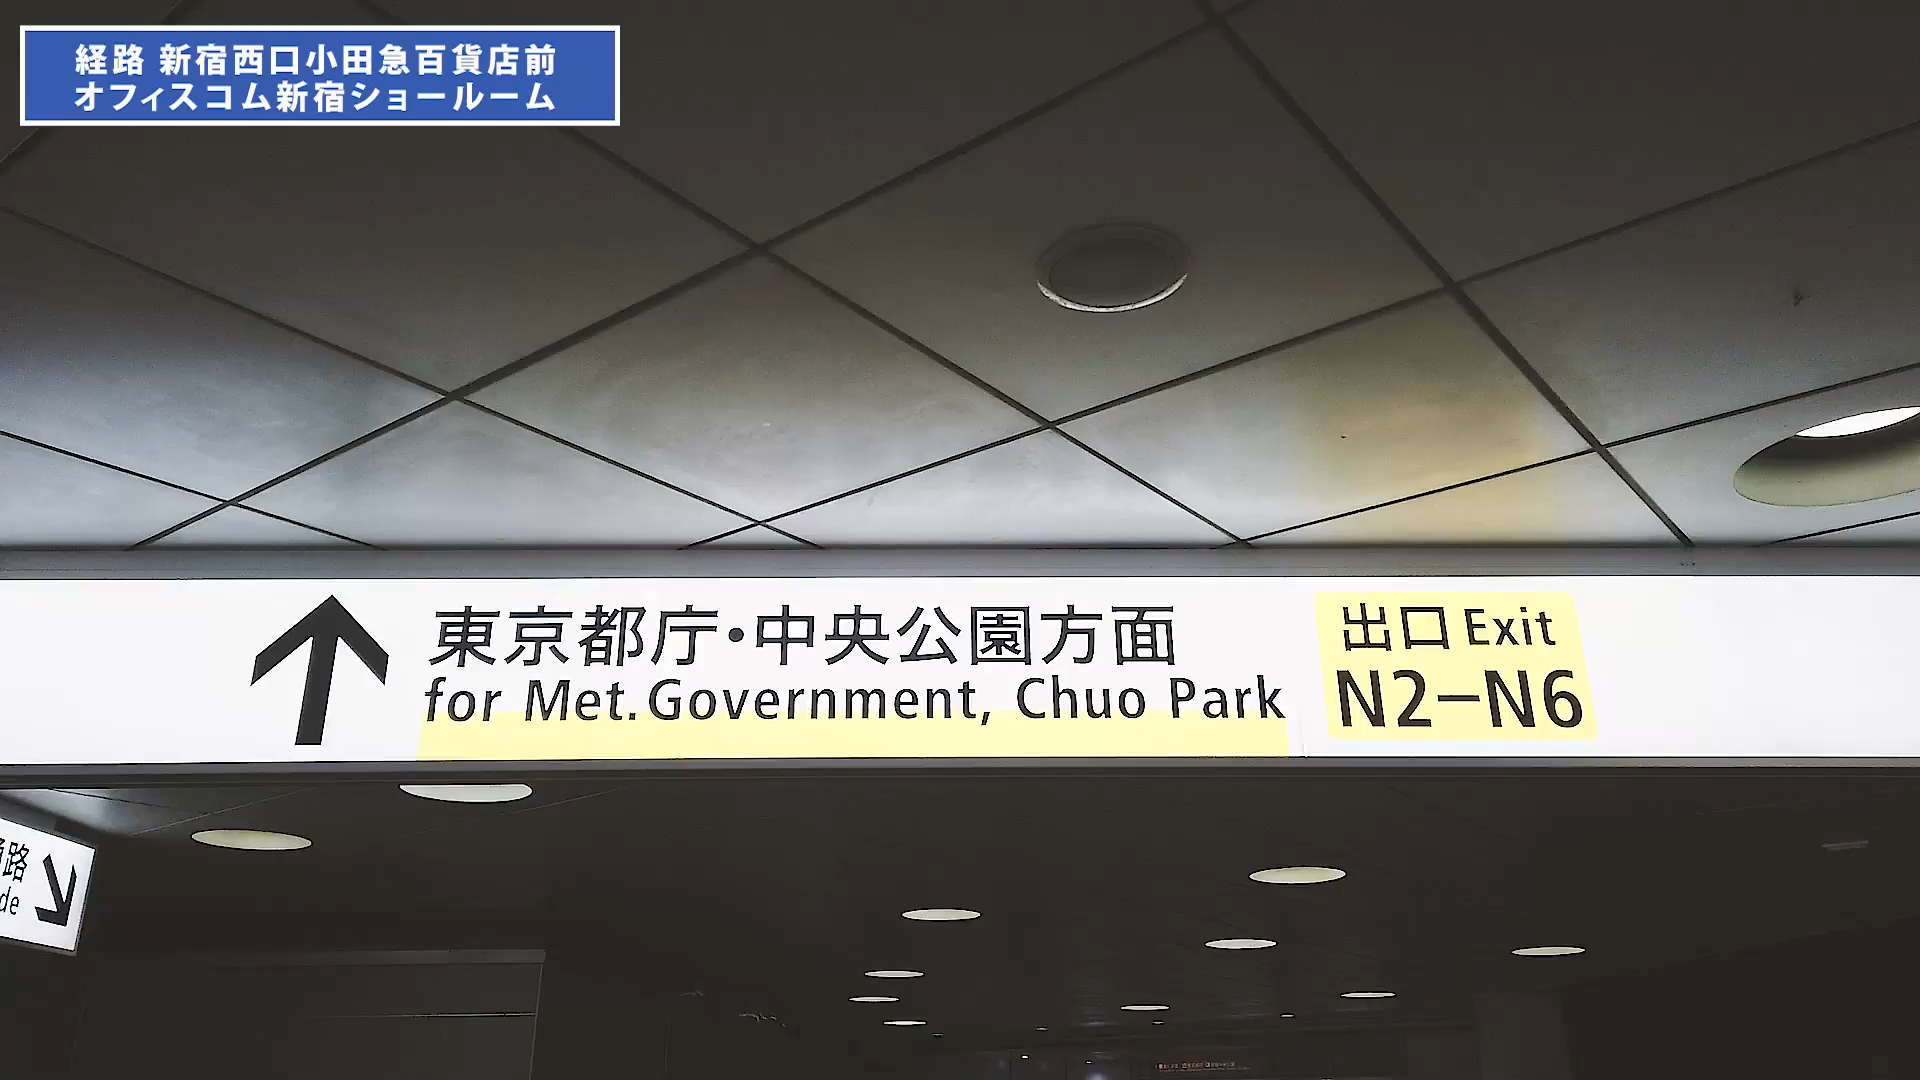 経路 新宿西口小田急百貨店前
オフィスコム新宿ショールーム
東京都庁・中央公園方面
for Met. Government, Chuo Park
出口 Exit
N2−N6
路
de